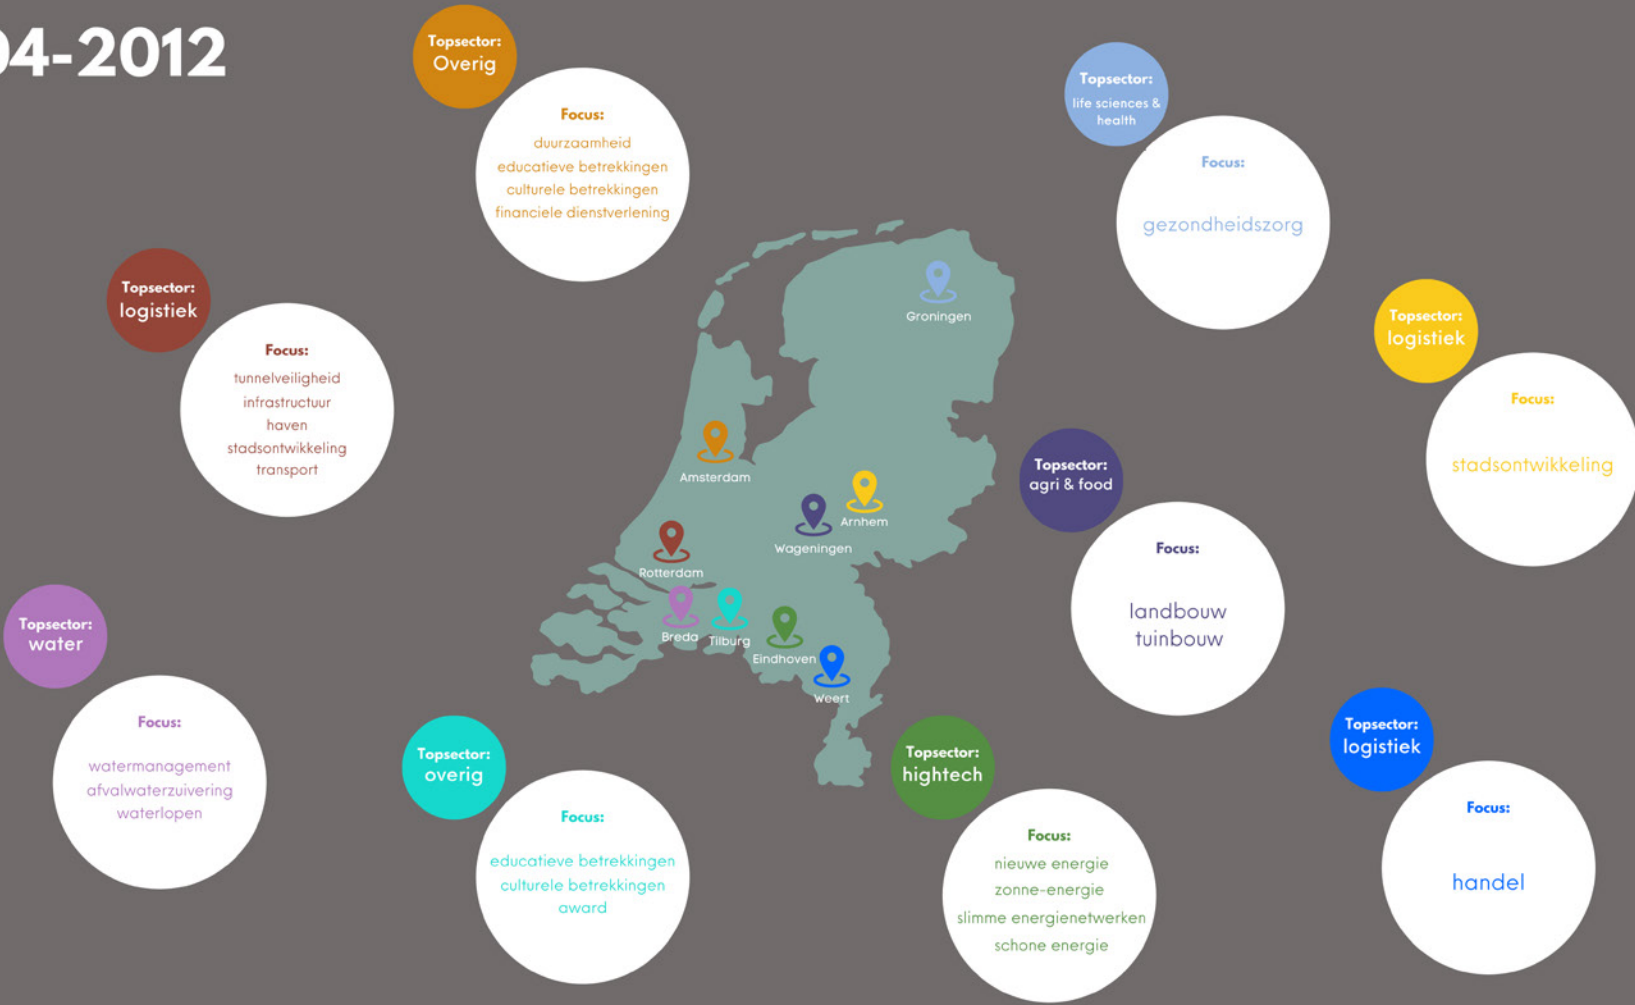 04-2012
Topsector:
Overig
Focus:
duurzaamheid
educatieve betrekkingen
culturele betrekkingen
financiele dienstverlening
Topsector:
life sciences &
health
Focus:
gezondheidszorg
Topsector:
logistiek
Focus:
tunnelveiligheid
infrastructuur
haven
stadsontwikkeling
transport
Topsector:
logistiek
Focus:
stadsontwikkeling
Groningen
Amsterdam
Arnhem
Wageningen
Rotterdam
Breda
Tilburg
Eindhoven
Weert
Topsector:
agri & food
Focus:
landbouw
tuinbouw
Topsector:
water
Focus:
watermanagement
afvalwaterzuivering
waterlopen
Topsector:
overig
Focus:
educatieve betrekkingen
culturele betrekkingen
award
Topsector:
hightech
Focus:
nieuwe energie
zonne-energie
slimme energienetwerken
schone energie
Topsector:
logistiek
Focus:
handel